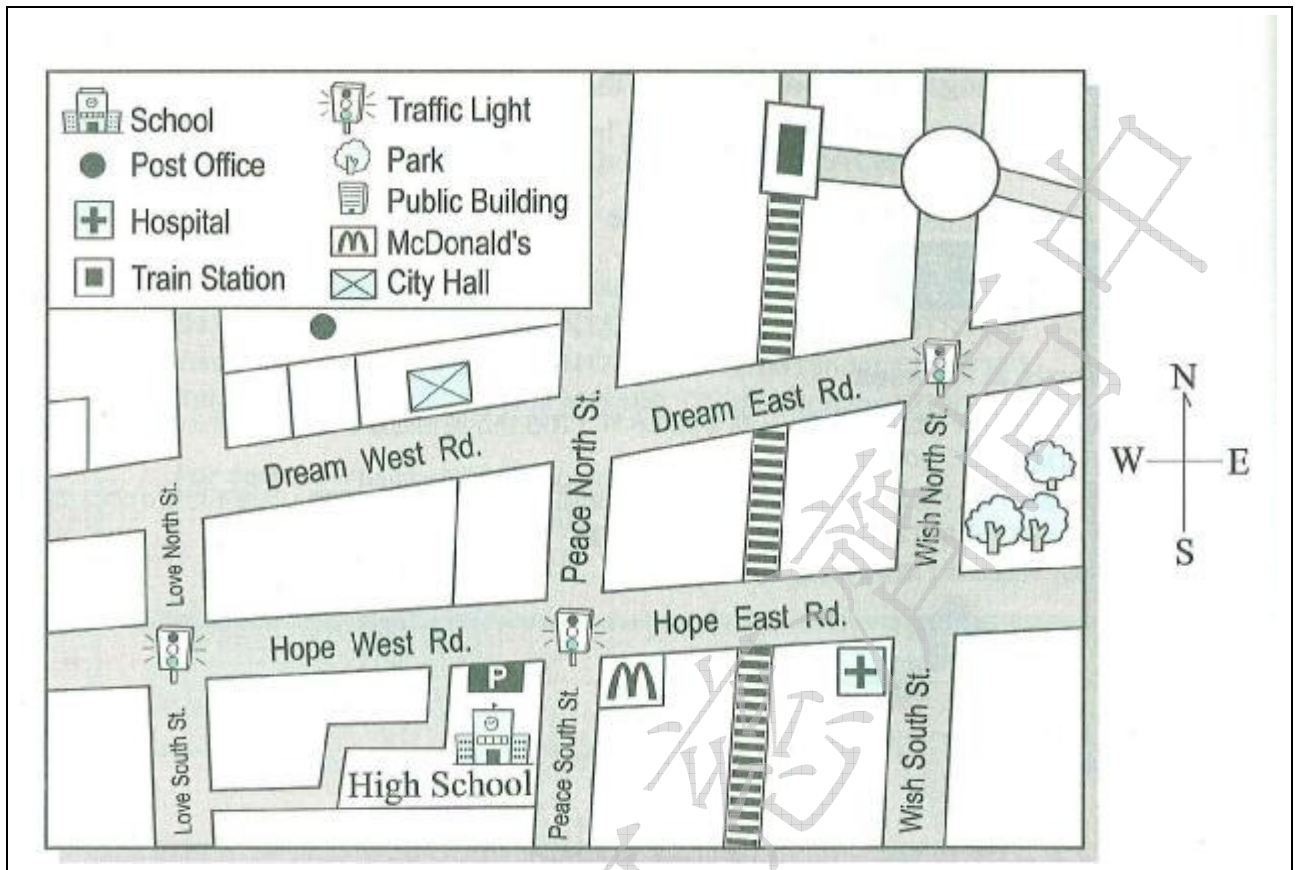 School
Post Office
Hospital
Train Station
Traffic Light
Park
Public Building
McDonald's
City Hall
Dream West Rd.
Dream East Rd.
Love North St.
Peace North St.
Wish North St.
Hope West Rd.
Hope East Rd.
P
High School
Love South St.
Peace South St.
Wish South St.
N
W
E
S